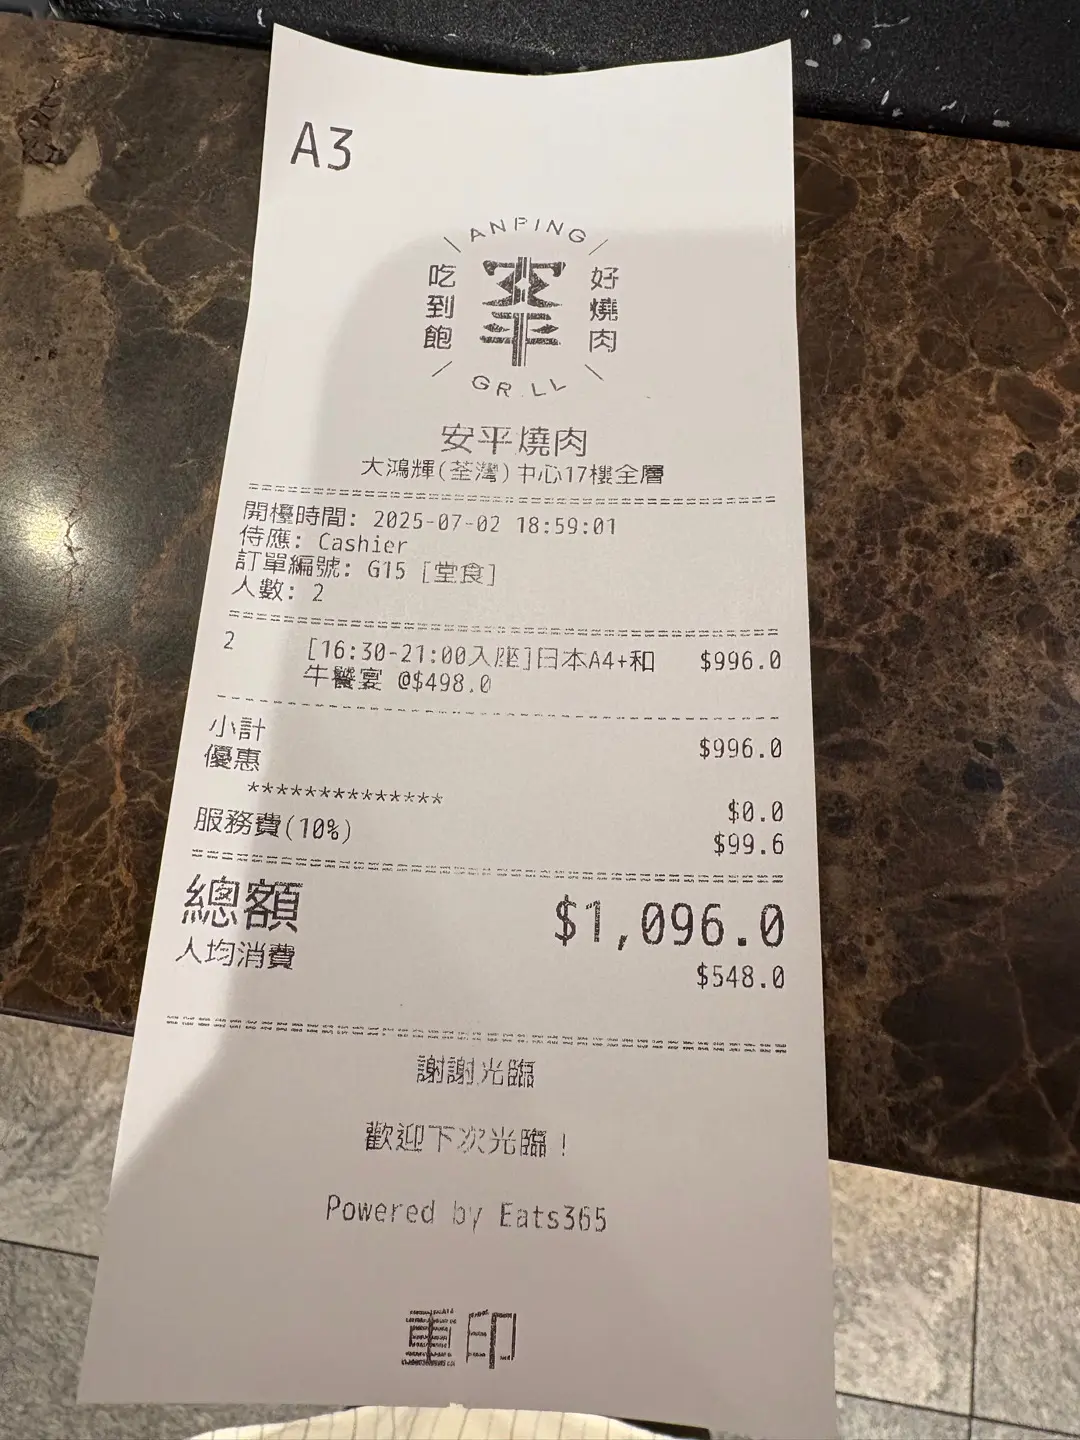 A3
ANPING
吃到飽
好燒肉
安平
GRILL
安平燒肉
大鴻輝(荃灣)中心17樓全層
開檯時間: 2025-07-02 18:59:01
侍應: Cashier
訂單編號: G15 [堂食]
人數: 2
2 [16:30-21:00入座]日本A4+和 $996.0
牛饗宴 @$498.0
小計 $996.0
優惠
************** $0.0
服務費(10%) $99.6
總額 $1,096.0
人均消費 $548.0
謝謝光臨
歡迎下次光臨!
Powered by Eats365
重印